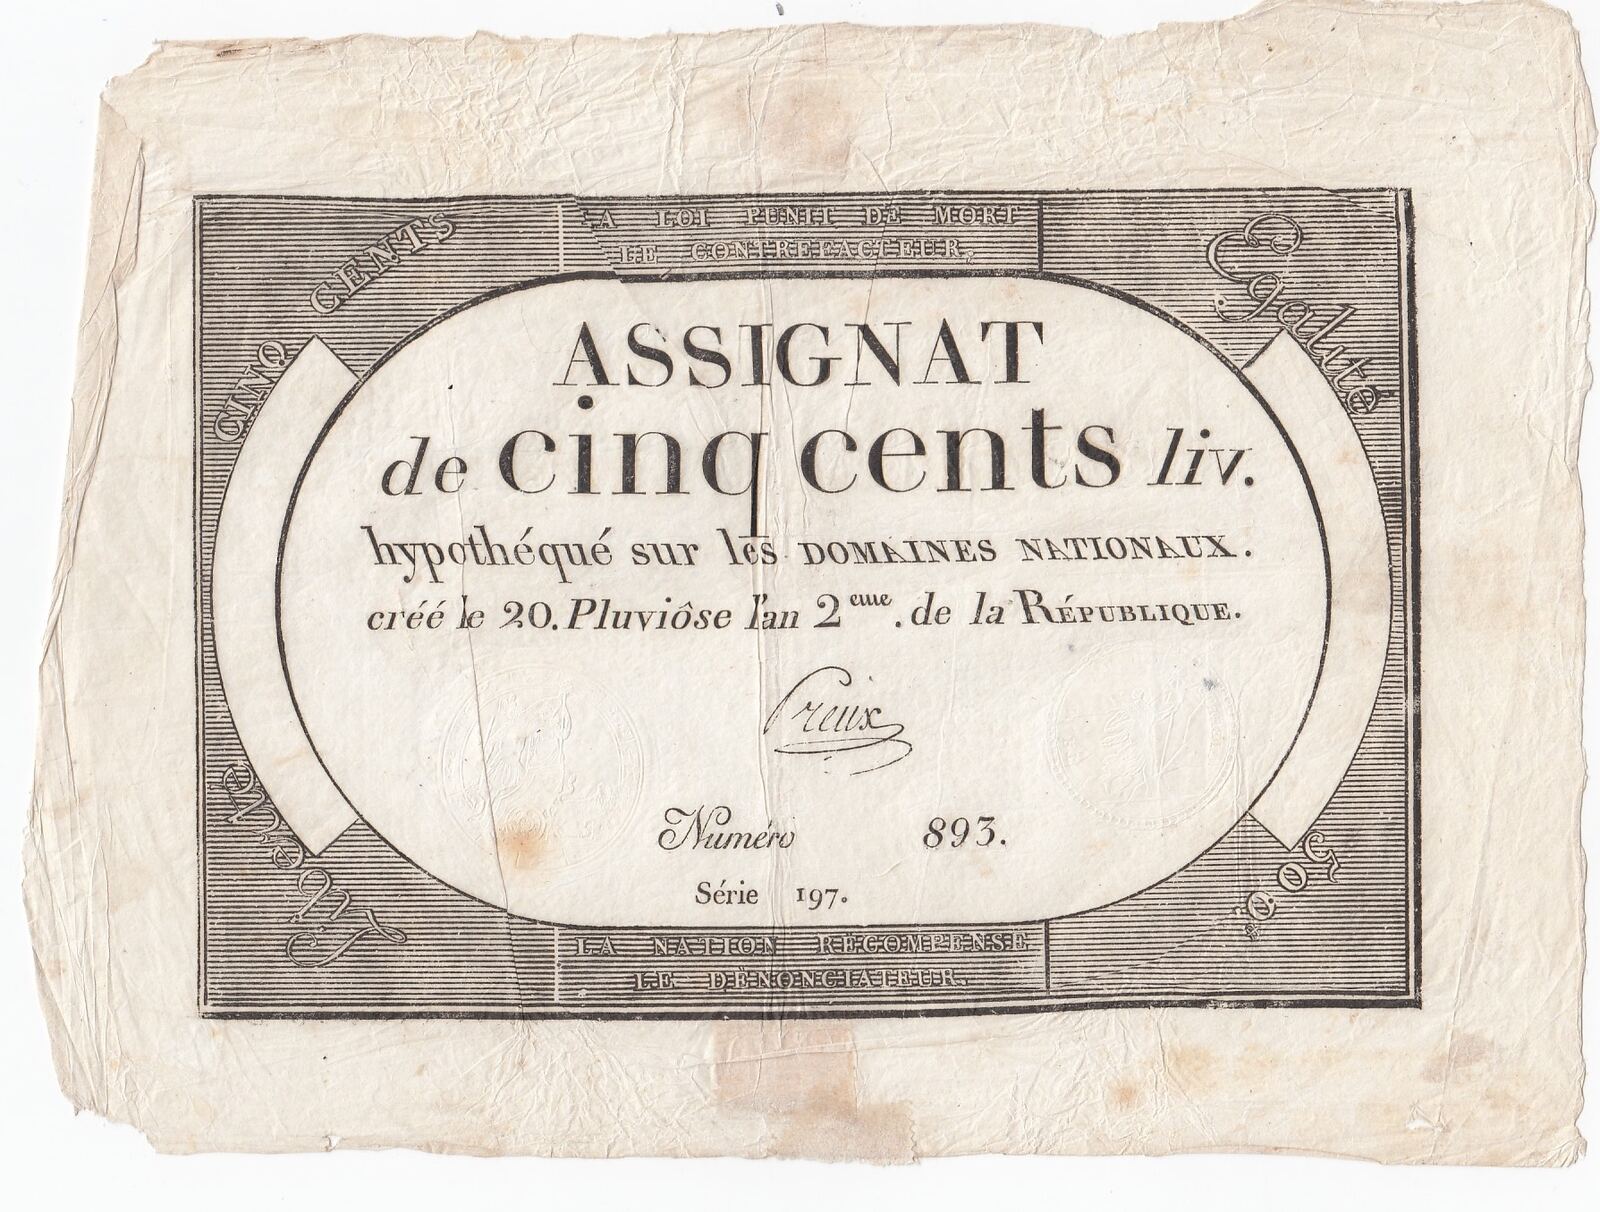 LA LOI PUNIT DE MORT
LE CONTREFACTEUR.
CINQ CENTS
Égalité
ASSIGNAT
de cinq cents liv.
hypothéqué sur les DOMAINES NATIONAUX.
créé le 20. Pluviôse l'an 2eme. de la RÉPUBLIQUE.
Preux
Numéro 893.
Série 197.
Liberté
500#
LA NATION RÉCOMPENSE
LE DÉNONCIATEUR.